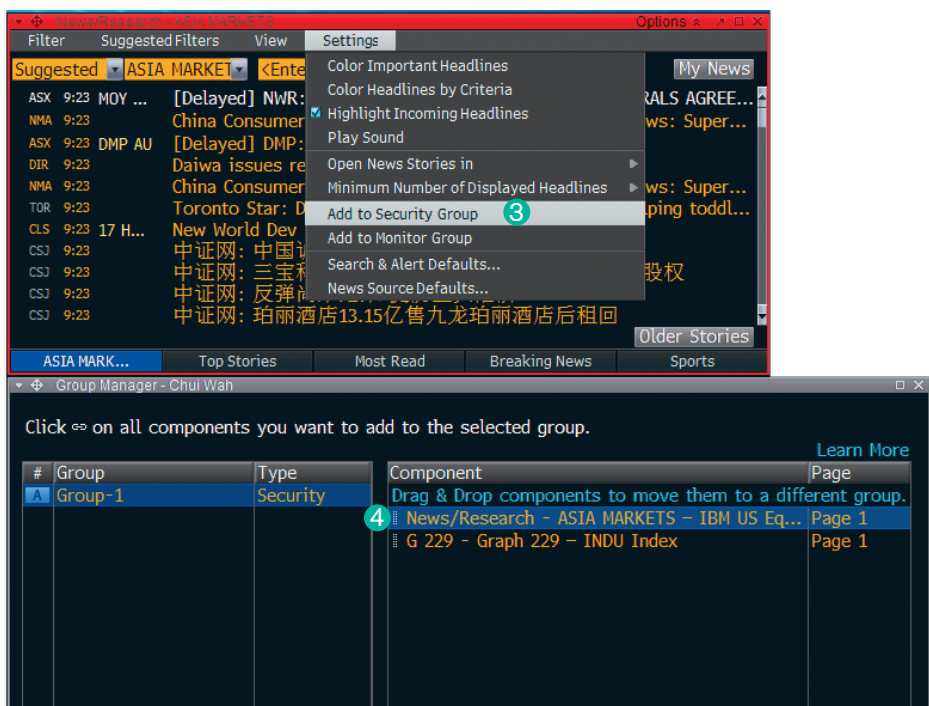 News/Research - ASIA MARKETS Options
Filter Suggested Filters View Settings
Suggested ASIA MARKET <Ente My News
ASX 9:23 MOY ... [Delayed] NWR: RALS AGREE...
NMA 9:23 China Consumer ws: Super...
ASX 9:23 DMP AU [Delayed] DMP:
DIR 9:23 Daiwa issues re
NMA 9:23 China Consumer ws: Super...
TOR 9:23 Toronto Star: D ping toddl...
CLS 9:23 17 H... New World Dev
CSJ 9:23 中证网: 中国
CSJ 9:23 中证网: 三宝 股权
CSJ 9:23 中证网: 反弹
CSJ 9:23 中证网: 珀丽酒店13.15亿售九龙珀丽酒店后租回
Color Important Headlines
Color Headlines by Criteria
Highlight Incoming Headlines
Play Sound
Open News Stories in
Minimum Number of Displayed Headlines
Add to Security Group 3
Add to Monitor Group
Search & Alert Defaults...
News Source Defaults...
Older Stories
ASIA MARK... Top Stories Most Read Breaking News Sports
Group Manager - Chui Wah
Click on all components you want to add to the selected group.
Learn More
# Group Type Component Page
A Group-1 Security Drag & Drop components to move them to a different group.
4 News/Research - ASIA MARKETS – IBM US Eq... Page 1
G 229 - Graph 229 – INDU Index Page 1